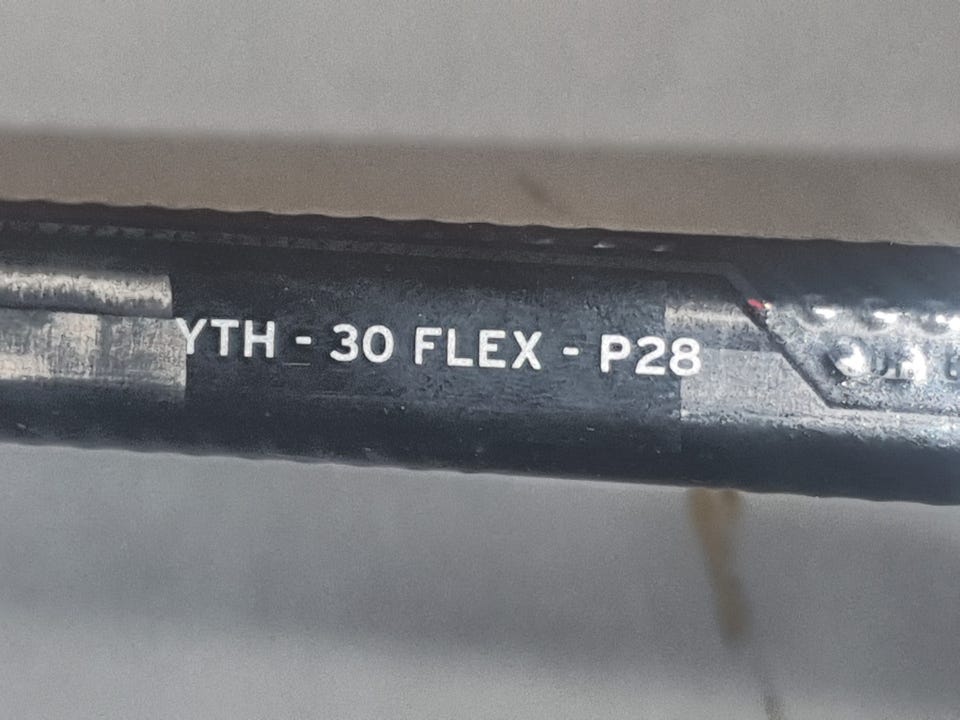 YTH - 30 FLEX - P28